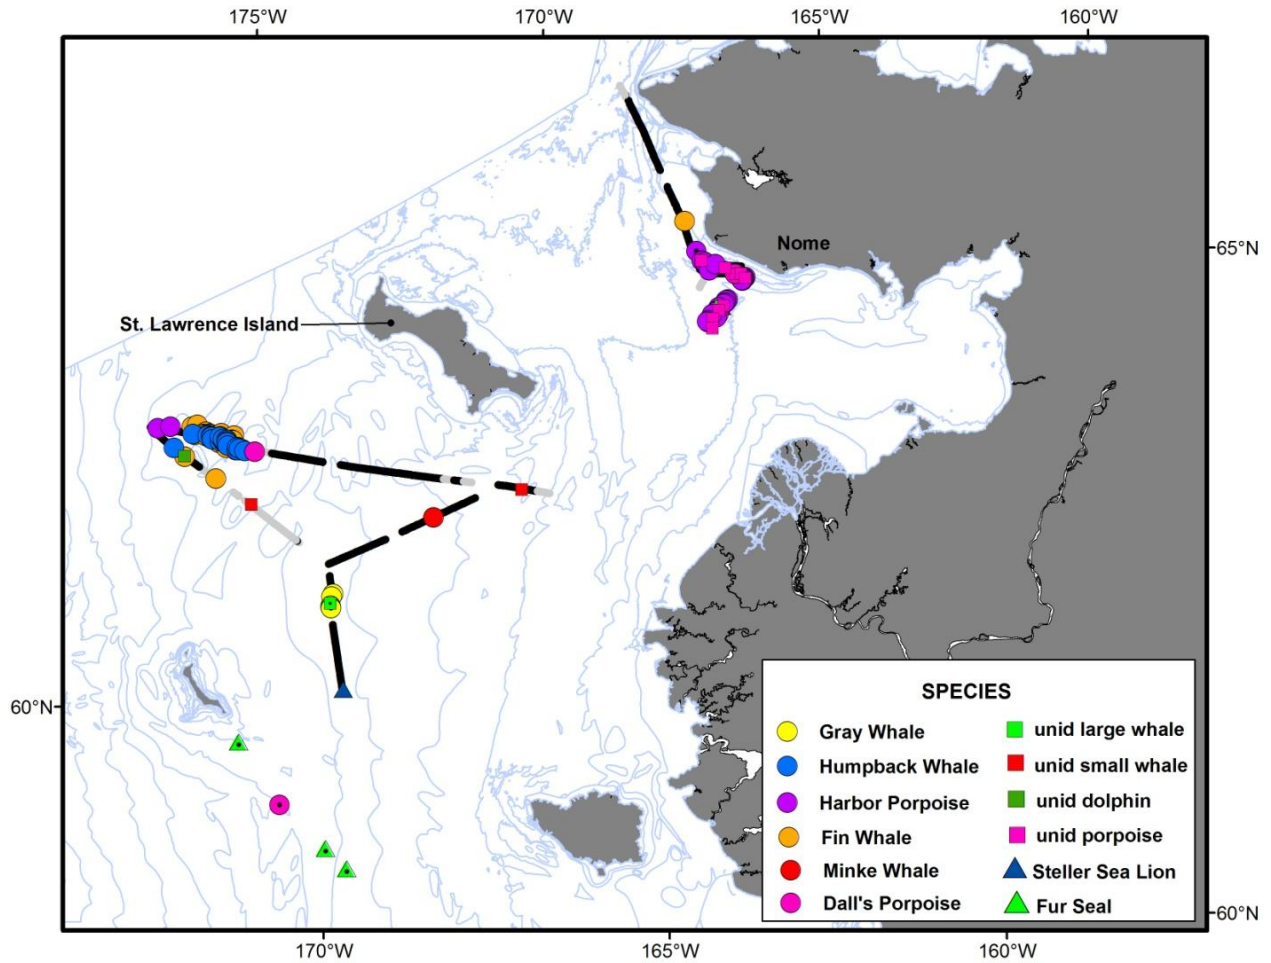 175°W 170°W 165°W 160°W
65°N
Nome
St. Lawrence Island
60°N
SPECIES
Gray Whale
Humpback Whale
Harbor Porpoise
Fin Whale
Minke Whale
Dall's Porpoise
unid large whale
unid small whale
unid dolphin
unid porpoise
Steller Sea Lion
Fur Seal
60°N
170°W 165°W 160°W